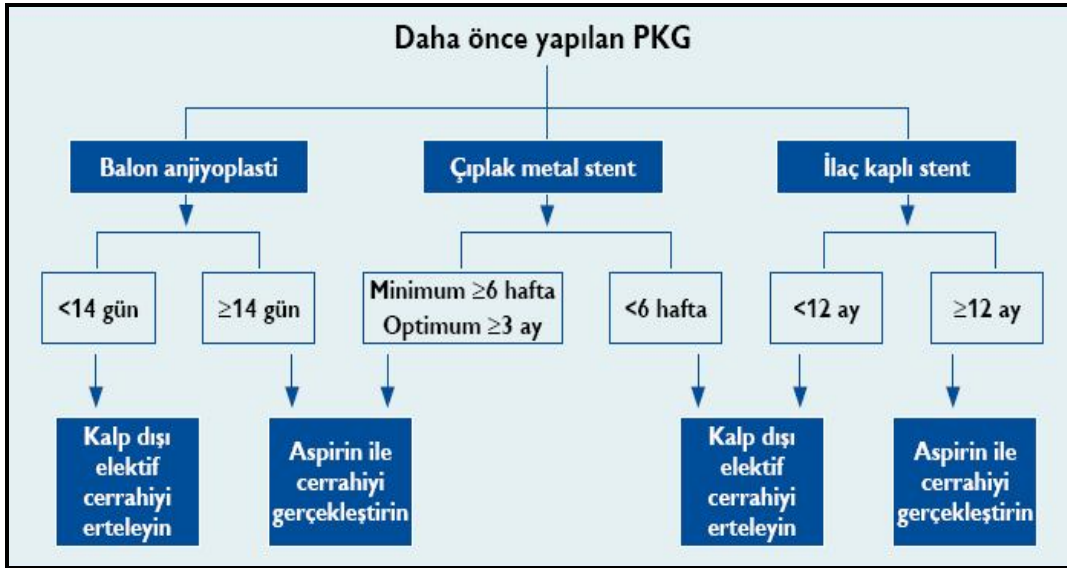 Daha önce yapılan PKG
Balon anjiyoplasti
Çıplak metal stent
İlaç kaplı stent
<14 gün
≥14 gün
Minimum ≥6 hafta
Optimum ≥3 ay
<6 hafta
<12 ay
≥12 ay
Kalp dışı
elektif
cerrahiyi
erteleyin
Aspirin ile
cerrahiyi
gerçekleştirin
Kalp dışı
elektif
cerrahiyi
erteleyin
Aspirin ile
cerrahiyi
gerçekleştirin